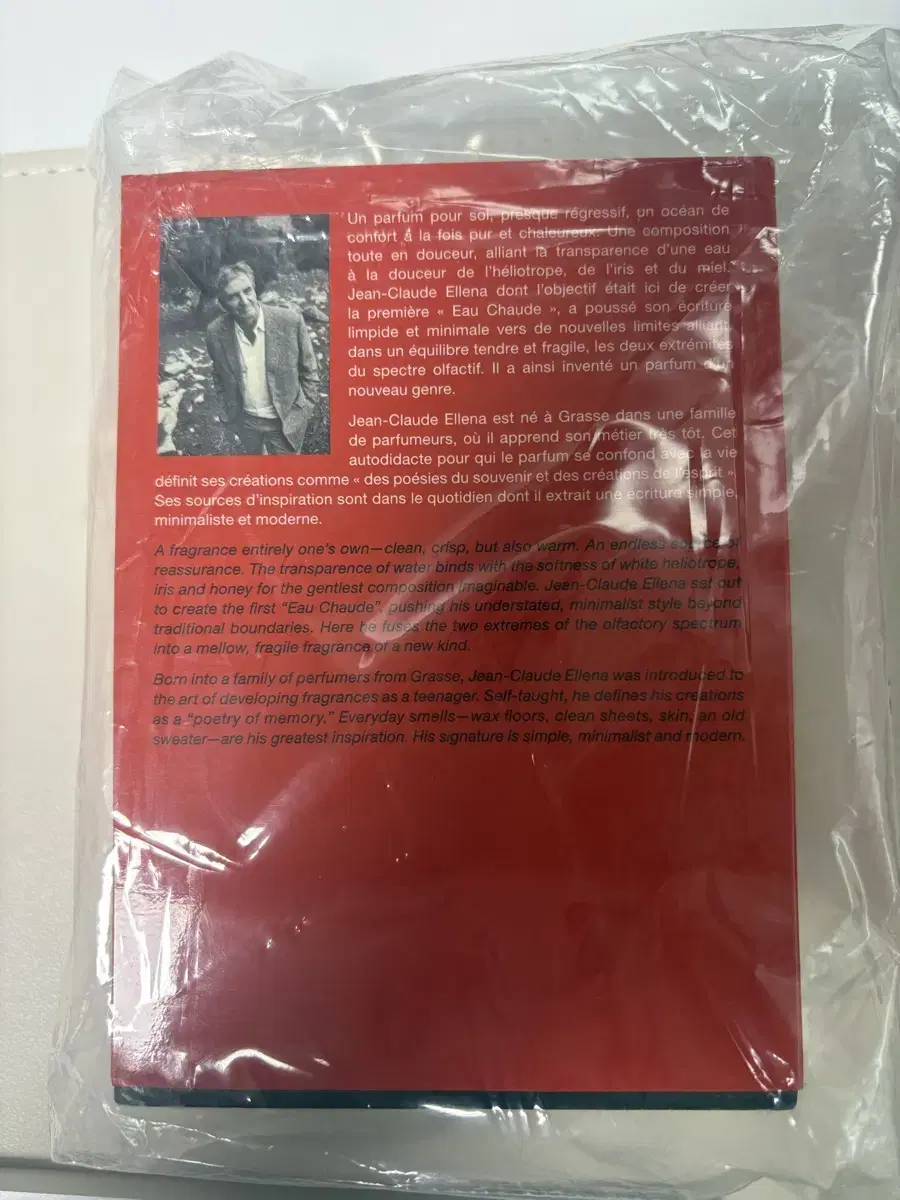 Un parfum pour soi, presque régressif, un océan de
confort à la fois pur et chaleureux. Une composition
toute en douceur, alliant la transparence d'une eau
à la douceur de l'héliotrope, de l'iris et du miel.
Jean-Claude Ellena dont l'objectif était ici de créer
la première « Eau Chaude », a poussé son écriture
limpide et minimale vers de nouvelles limites alliant,
dans un équilibre tendre et fragile, les deux extrémités
du spectre olfactif. Il a ainsi inventé un parfum d'un
nouveau genre.
Jean-Claude Ellena est né à Grasse dans une famille
de parfumeurs, où il apprend son métier très tôt. Cet
autodidacte pour qui le parfum se confond avec la vie
définit ses créations comme « des poésies du souvenir et des créations de l'esprit ».
Ses sources d'inspiration sont dans le quotidien dont il extrait une écriture simple,
minimaliste et moderne.
A fragrance entirely one's own—clean, crisp, but also warm. An endless source of
reassurance. The transparence of water binds with the softness of white heliotrope,
iris and honey for the gentlest composition imaginable. Jean-Claude Ellena set out
to create the first “Eau Chaude”, pushing his understated, minimalist style beyond
traditional boundaries. Here he fuses the two extremes of the olfactory spectrum
into a mellow, fragile fragrance of a new kind.
Born into a family of perfumers from Grasse, Jean-Claude Ellena was introduced to
the art of developing fragrances as a teenager. Self-taught, he defines his creations
as a “poetry of memory.” Everyday smells—wax floors, clean sheets, skin, an old
sweater—are his greatest inspiration. His signature is simple, minimalist and modern.